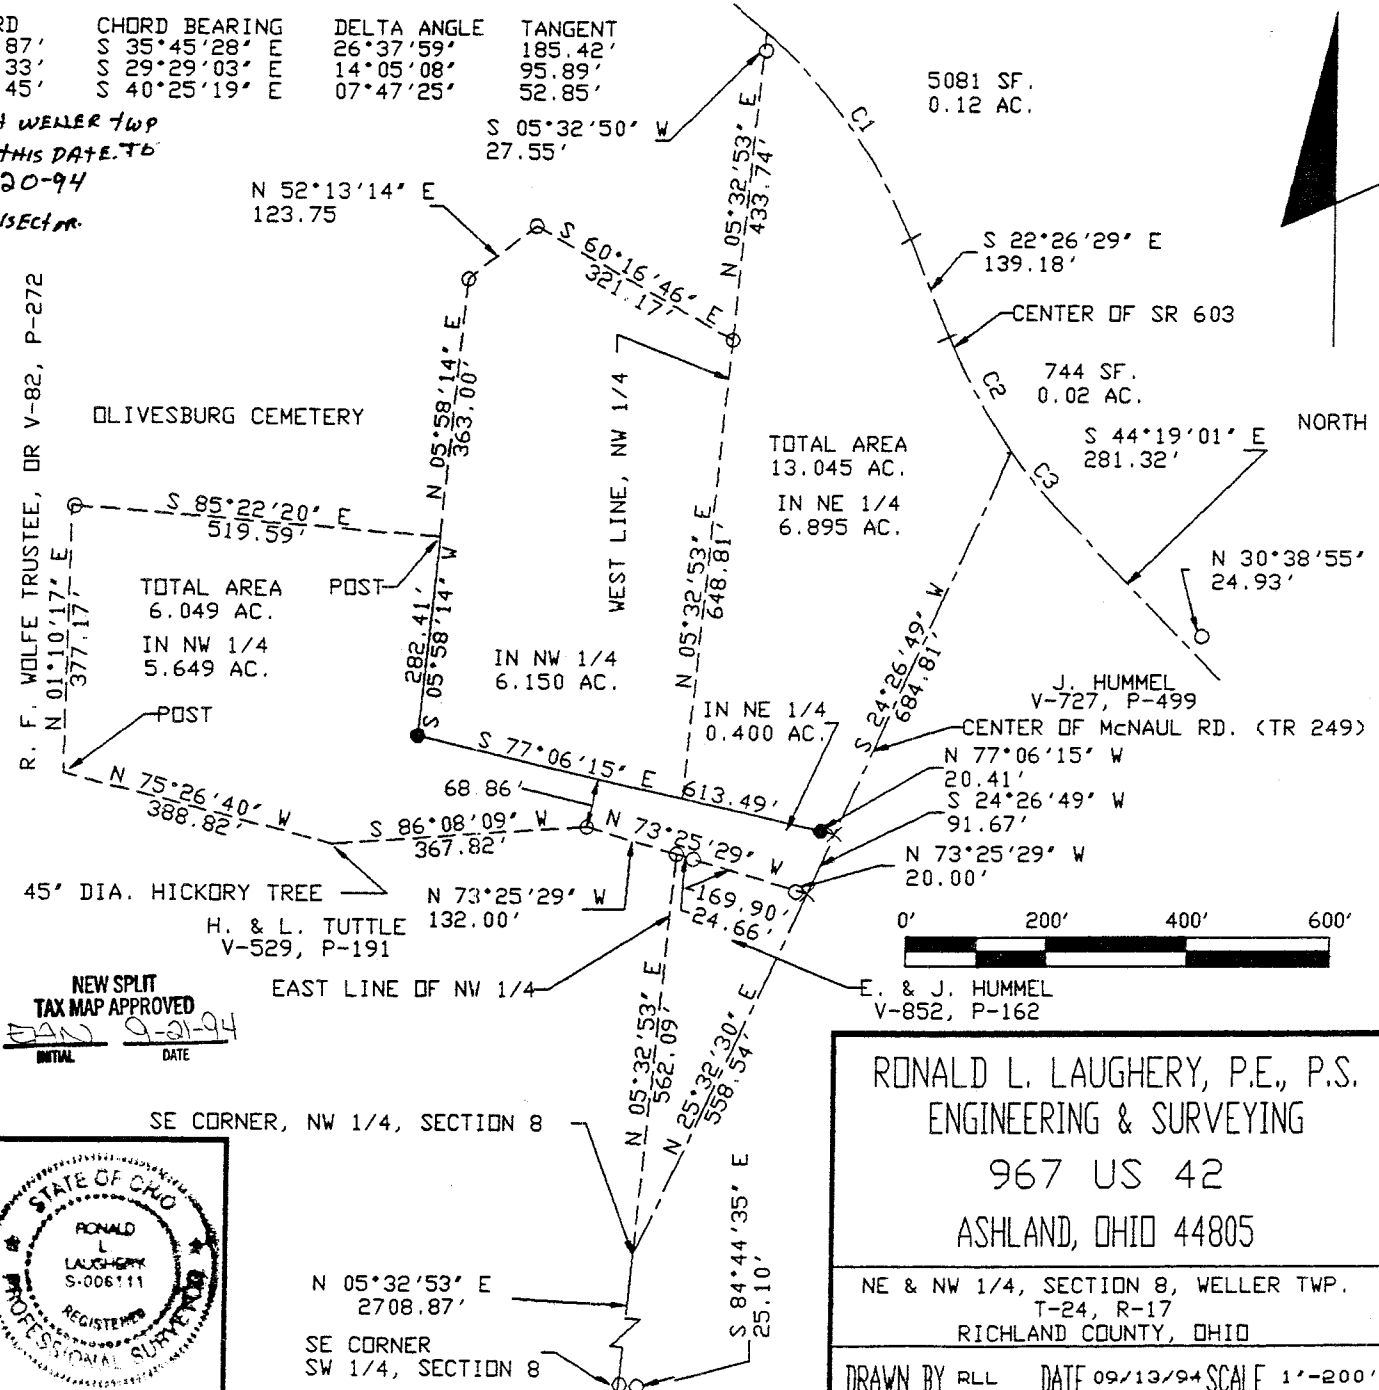 CHORD BEARING DELTA ANGLE TANGENT
87' S 35°45'28" E 26°37'59" 185.42'
33' S 29°29'03" E 14°05'08" 95.89'
45' S 40°25'19" E 07°47'25" 52.85'
WELLER TWP
THIS DATE. TO
20-94
S 05°32'50" W
27.55'
N 05°32'53" E
433.74'
C1
5081 SF.
0.12 AC.
N 52°13'14" E
123.75
S 60°16'46" E
321.17'
S 22°26'29" E
139.18'
CENTER OF SR 603
C2
744 SF.
0.02 AC.
C3
S 44°19'01" E
281.32'
NORTH
N 30°38'55"
24.93'
R. F. WOLFE TRUSTEE, OR V-82, P-272
OLIVESBURG CEMETERY
N 05°58'14" E
363.00'
WEST LINE, NW 1/4
TOTAL AREA
13.045 AC.
IN NE 1/4
6.895 AC.
S 85°22'20" E
519.59'
N 01°10'17" E
377.17'
TOTAL AREA
6.049 AC.
IN NW 1/4
5.649 AC.
POST
282.41'
S 05°58'14" W
N 05°32'53" E
648.81'
IN NW 1/4
6.150 AC.
S 24°26'49" W
684.81'
J. HUMMEL
V-727, P-499
POST
IN NE 1/4
0.400 AC.
CENTER OF McNAUL RD. (TR 249)
S 77°06'15" E
613.49'
N 77°06'15" W
20.41'
S 24°26'49" W
91.67'
N 75°26'40" W
388.82'
68.86'
S 86°08'09" W
367.82'
N 73°25'29" W
N 73°25'29" W
20.00'
45" DIA. HICKORY TREE
N 73°25'29" W
132.00'
169.90'
24.66'
H. & L. TUTTLE
V-529, P-191
0' 200' 400' 600'
EAST LINE OF NW 1/4
E. & J. HUMMEL
V-852, P-162
NEW SPLIT
TAX MAP APPROVED
9-21-94
INITIAL DATE
N 05°32'53" E
562.09'
N 25°32'30" E
558.54'
SE CORNER, NW 1/4, SECTION 8
STATE OF OHIO
RONALD
L
LAUGHERY
S-006111
REGISTERED
PROFESSIONAL SURVEYOR
N 05°32'53" E
2708.87'
S 84°44'35" E
25.10'
SE CORNER
SW 1/4, SECTION 8
RONALD L. LAUGHERY, P.E., P.S.
ENGINEERING & SURVEYING
967 US 42
ASHLAND, OHIO 44805
NE & NW 1/4, SECTION 8, WELLER TWP.
T-24, R-17
RICHLAND COUNTY, OHIO
DRAWN BY RLL DATE 09/13/94 SCALE 1"-200'